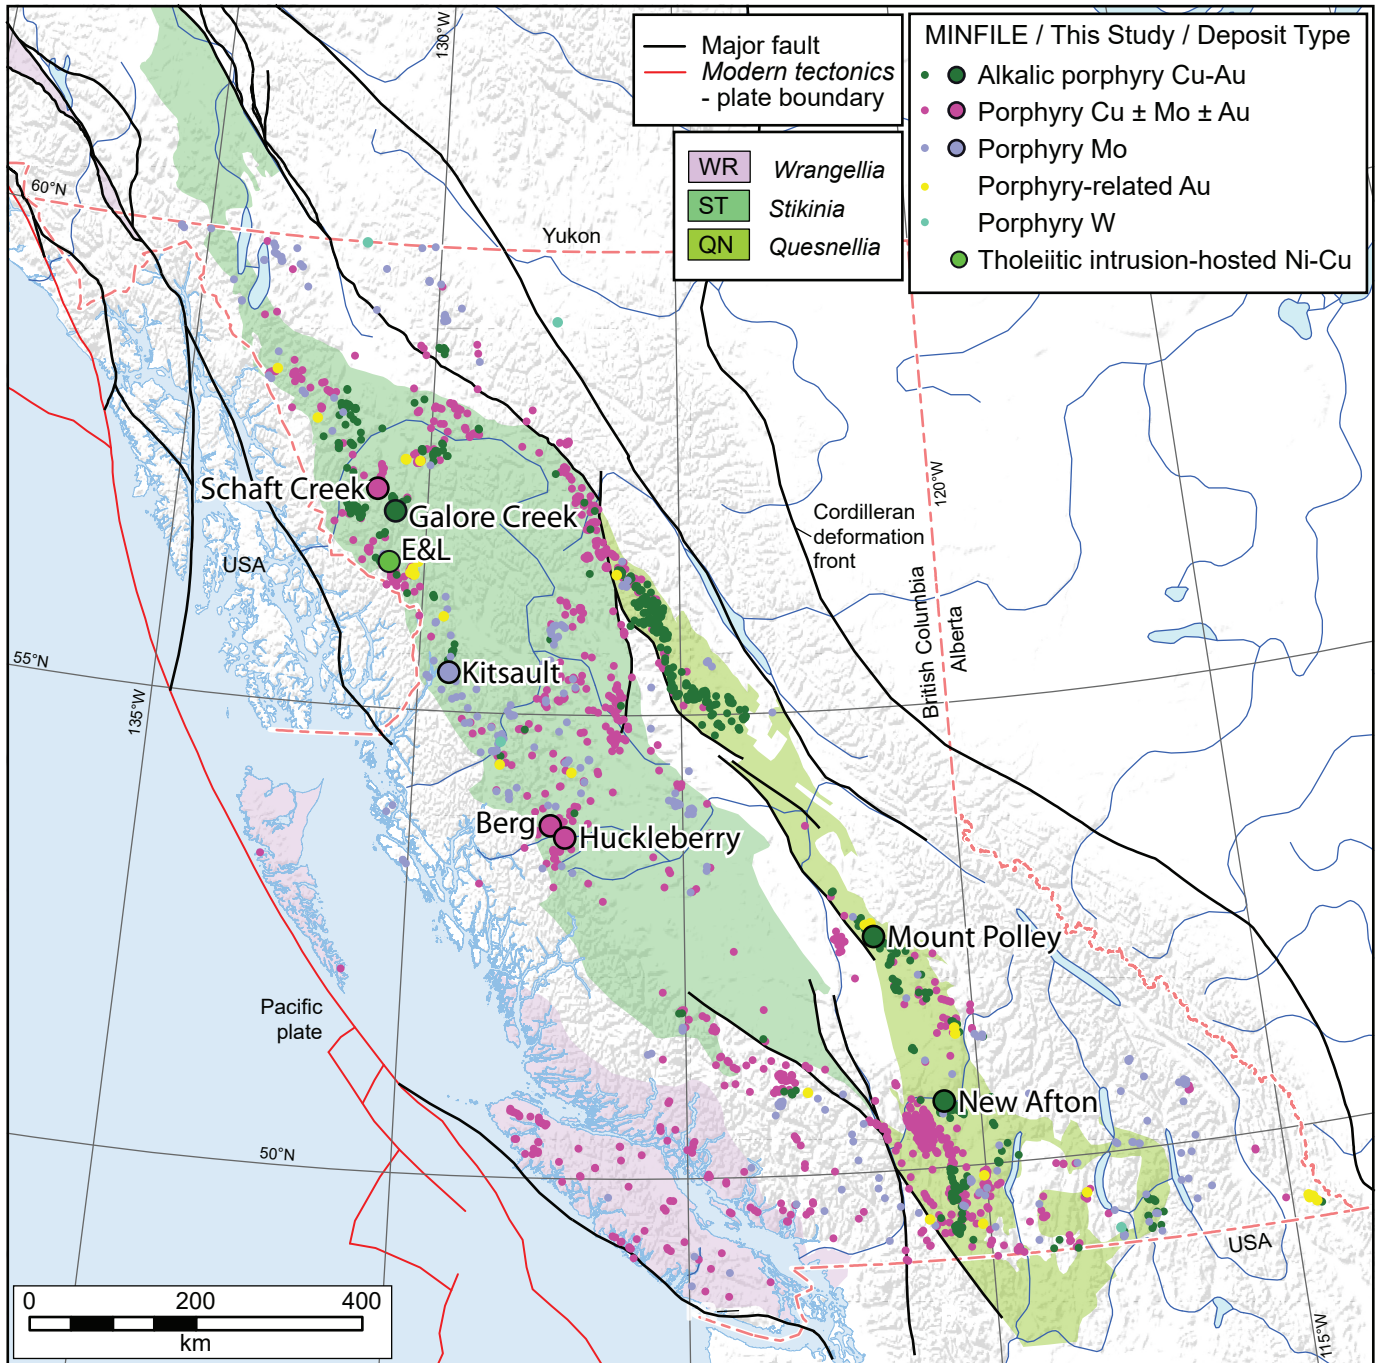 130°W
Major fault
Modern tectonics
- plate boundary
MINFILE / This Study / Deposit Type
Alkalic porphyry Cu-Au
Porphyry Cu ± Mo ± Au
Porphyry Mo
Porphyry-related Au
Porphyry W
Tholeiitic intrusion-hosted Ni-Cu
WR Wrangellia
ST Stikinia
QN Quesnellia
60°N
Yukon
Schaft Creek
Galore Creek
E&L
USA
120°W
Cordilleran
deformation
front
British Columbia
Alberta
55°N
Kitsault
135°W
Berg
Huckleberry
Mount Polley
Pacific
plate
New Afton
50°N
USA
115°W
0 200 400
km